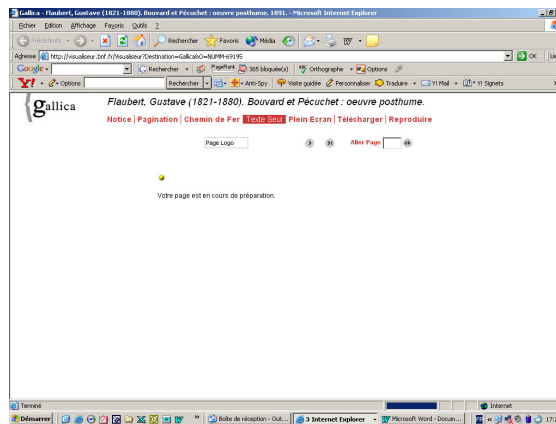 Gallica - Flaubert, Gustave (1821-1880). Bouvard et Pécuchet : oeuvre posthume. 1891. - Microsoft Internet Explorer
Fichier Edition Affichage Favoris Outils ?
Précédente Rechercher Favoris Média
Adresse http://visualiseur.bnf.fr/Visualiseur?Destination=Gallica&O=NUMM-69195 OK
Google Rechercher PageRank 365 bloquée(s) Orthographe Options
Y! Options Rechercher Anti-Spy Visite guidée Personnaliser Traduire Y! Mail Y! Signets
gallica
Flaubert, Gustave (1821-1880). Bouvard et Pécuchet : oeuvre posthume.
Notice | Pagination | Chemin de Fer | Texte Seul | Plein Ecran | Télécharger | Reproduire
Page Logo Aller Page
Votre page est en cours de préparation.
Terminé Internet
Démarrer Boîte de réception - Out... 3 Internet Explorer Microsoft Word - Docum...